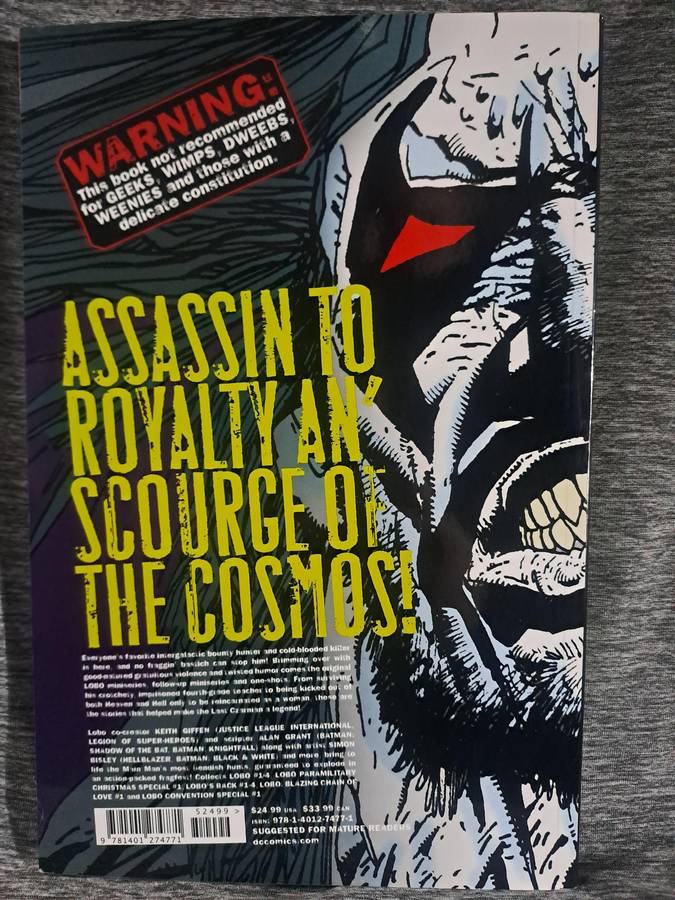 WARNING:
This book not recommended
for GEEKS, WIMPS, DWEEBS,
WEENIES and those with a
delicate constitution.
ASSASSIN TO
ROYALTY AN'
SCOURGE OF
THE COSMOS!
Everyone's favorite intergalactic bounty hunter and cold-blooded killer
is here, and no fraggin' bastich can stop him! Brimming over with
good-natured gratuitous violence and twisted humor comes the original
LOBO miniseries, follow-up miniseries and one-shots. From surviving
his crotchety, imprisoned fourth-grade teacher to being kicked out of
both Heaven and Hell only to be reincarnated as a woman, these are
the stories that helped make the Last Czarnian a legend!
Lobo co-creator KEITH GIFFEN (JUSTICE LEAGUE INTERNATIONAL,
LEGION OF SUPER-HEROES) and scripter ALAN GRANT (BATMAN:
SHADOW OF THE BAT, BATMAN: KNIGHTFALL) along with artist SIMON
BISLEY (HELLBLAZER, BATMAN: BLACK & WHITE) and more, bring to
life the Main Man's most fiendish hunts, guaranteed to explode in
an action-packed fragfest! Collects LOBO #1-4, LOBO PARAMILITARY
CHRISTMAS SPECIAL #1, LOBO'S BACK #1-4, LOBO: BLAZING CHAIN OF
LOVE #1 and LOBO CONVENTION SPECIAL #1.
52499 >
9 781401 274771
$24.99 USA $33.99 CAN
ISBN: 978-1-4012-7477-1
SUGGESTED FOR MATURE READERS
dccomics.com